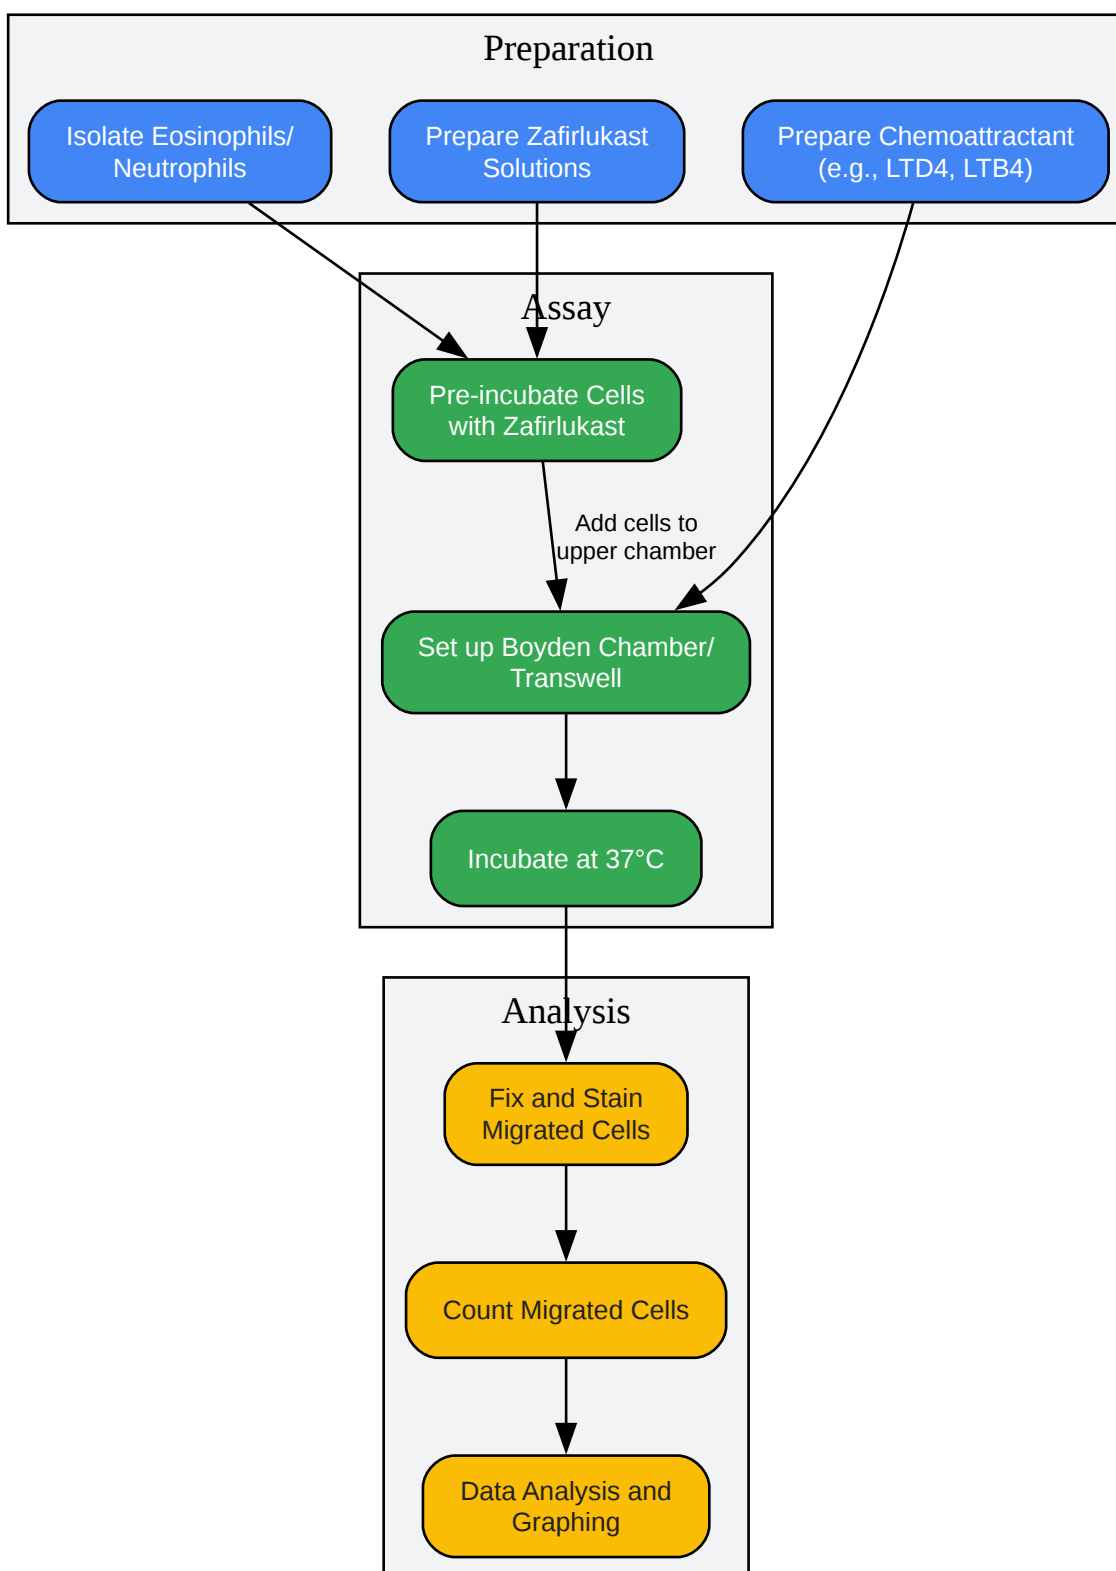 Preparation
Isolate Eosinophils/
Neutrophils
Prepare Zafirlukast
Solutions
Prepare Chemoattractant
(e.g., LTD4, LTB4)
Assay
Pre-incubate Cells
with Zafirlukast
Add cells to
upper chamber
Set up Boyden Chamber/
Transwell
Incubate at 37°C
Analysis
Fix and Stain
Migrated Cells
Count Migrated Cells
Data Analysis and
Graphing